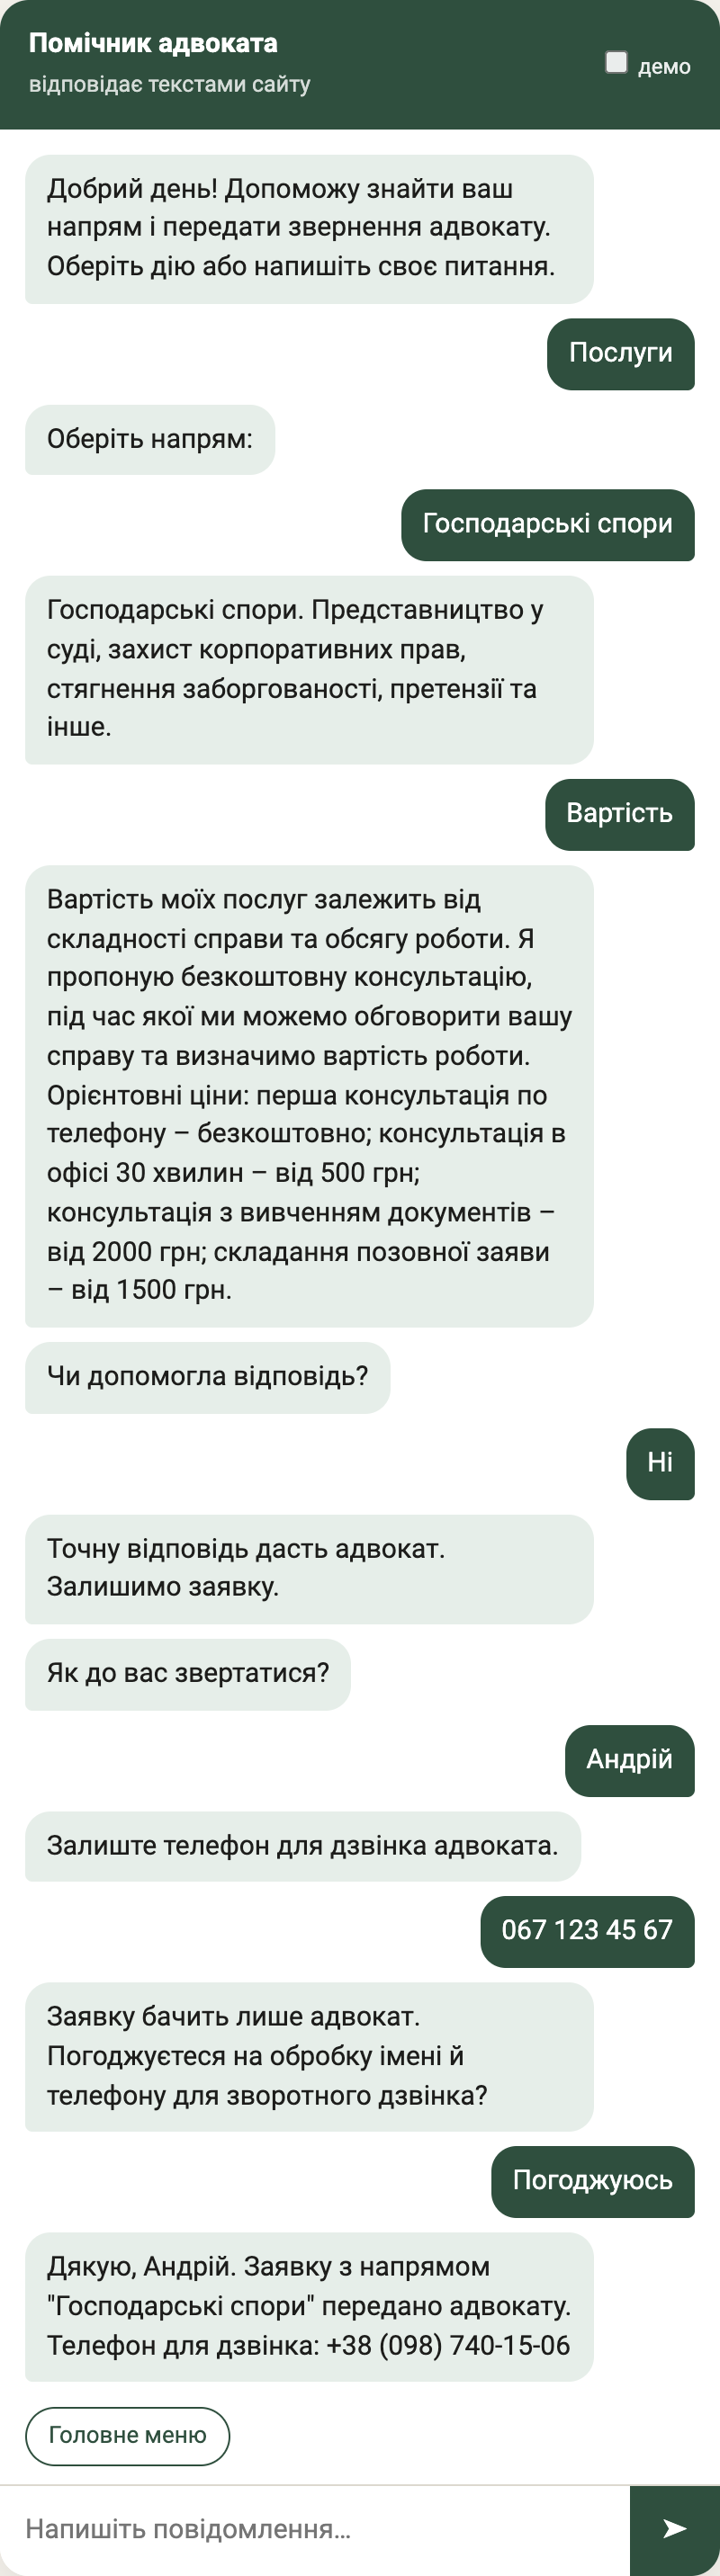 Помічник адвоката
відповідає текстами сайту
демо
Добрий день! Допоможу знайти ваш
напрям і передати звернення адвокату.
Оберіть дію або напишіть своє питання.
Послуги
Оберіть напрям:
Господарські спори
Господарські спори. Представництво у
суді, захист корпоративних прав,
стягнення заборгованості, претензії та
інше.
Вартість
Вартість моїх послуг залежить від
складності справи та обсягу роботи. Я
пропоную безкоштовну консультацію,
під час якої ми можемо обговорити вашу
справу та визначимо вартість роботи.
Орієнтовні ціни: перша консультація по
телефону – безкоштовно; консультація в
офісі 30 хвилин – від 500 грн;
консультація з вивченням документів –
від 2000 грн; складання позовної заяви
– від 1500 грн.
Чи допомогла відповідь?
Ні
Точну відповідь дасть адвокат.
Залишимо заявку.
Як до вас звертатися?
Андрій
Залиште телефон для дзвінка адвоката.
067 123 45 67
Заявку бачить лише адвокат.
Погоджуєтеся на обробку імені й
телефону для зворотного дзвінка?
Погоджуюсь
Дякую, Андрій. Заявку з напрямом
"Господарські спори" передано адвокату.
Телефон для дзвінка: +38 (098) 740-15-06
Головне меню
Напишіть повідомлення…